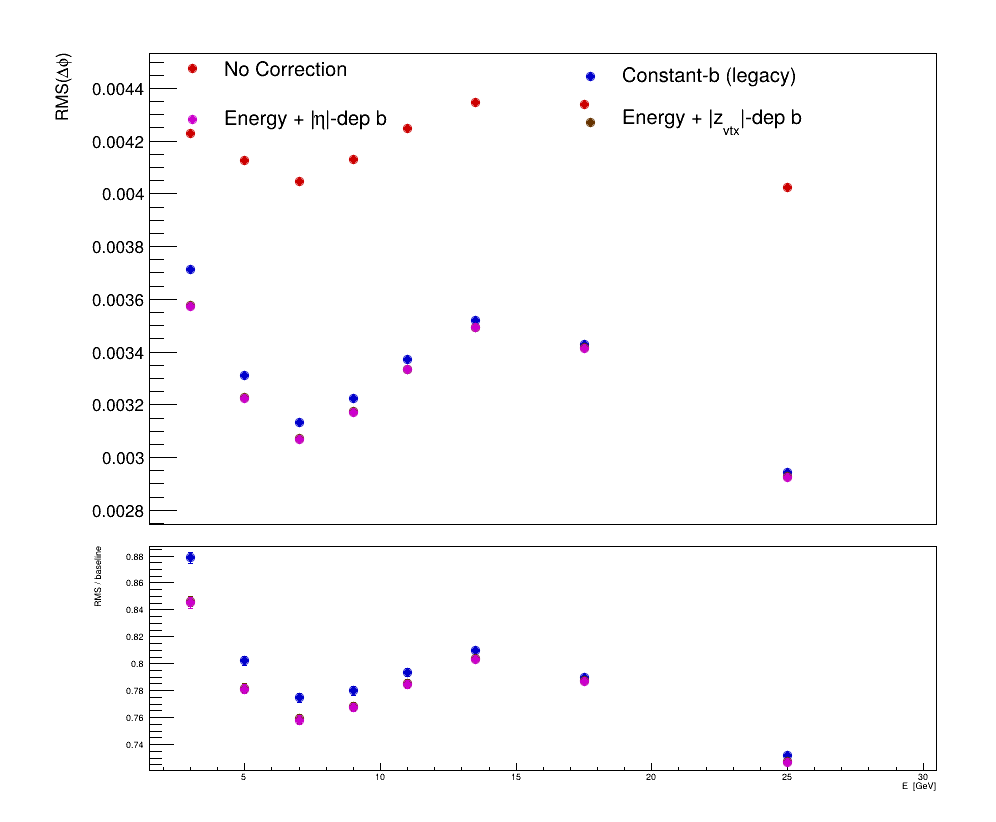 RMS(Δϕ)
No Correction
Constant-b (legacy)
Energy + |η|-dep b
Energy + |z_vtx|-dep b
0.0044
0.0042
0.004
0.0038
0.0036
0.0034
0.0032
0.003
0.0028
RMS / baseline
0.88
0.86
0.84
0.82
0.8
0.78
0.76
0.74
5 10 15 20 25 30
E [GeV]